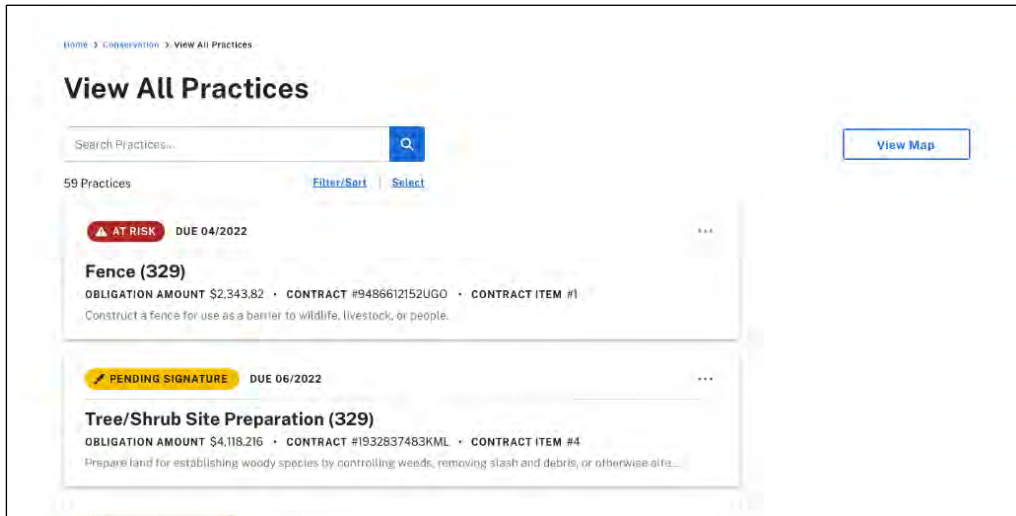 Home > Conservation > View All Practices
View All Practices
Search Practices...
View Map
59 Practices
Filter/Sort | Select
AT RISK DUE 04/2022
Fence (329)
OBLIGATION AMOUNT $2,343.82 • CONTRACT #9486612152UGO • CONTRACT ITEM #1
Construct a fence for use as a barrier to wildlife, livestock, or people.
PENDING SIGNATURE DUE 06/2022
Tree/Shrub Site Preparation (329)
OBLIGATION AMOUNT $4,118.216 • CONTRACT #1932837483KML • CONTRACT ITEM #4
Prepare land for establishing woody species by controlling weeds, removing slash and debris, or otherwise alte...